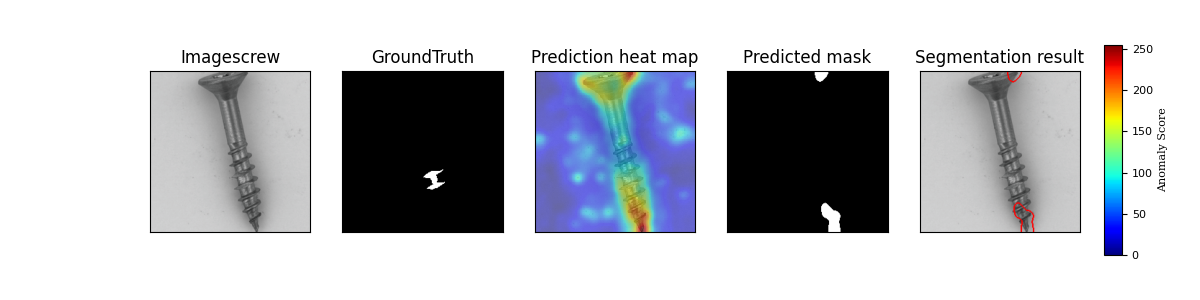 Imagescrew
GroundTruth
Prediction heat map
Predicted mask
Segmentation result
250
200
150
100
50
0
Anomaly Score